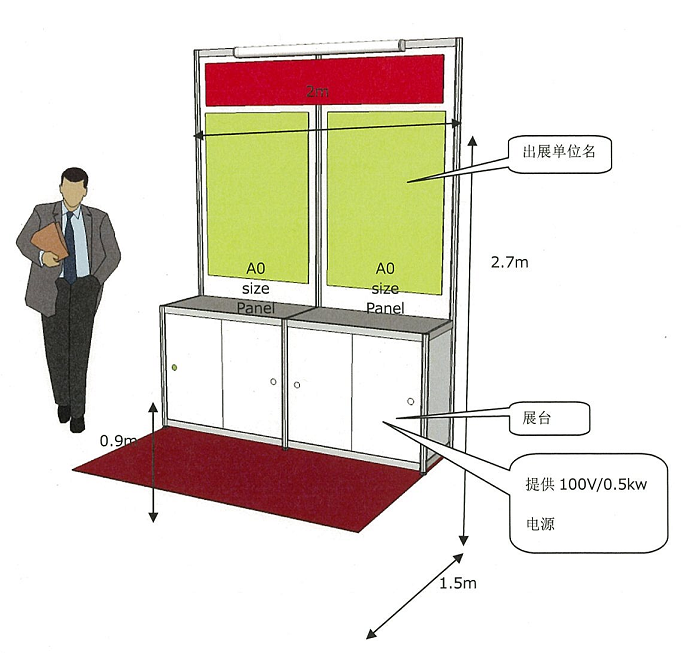 2m
出展单位名
2.7m
A0
size
Panel
A0
size
Panel
展台
0.9m
提供 100V/0.5kw
电源
1.5m